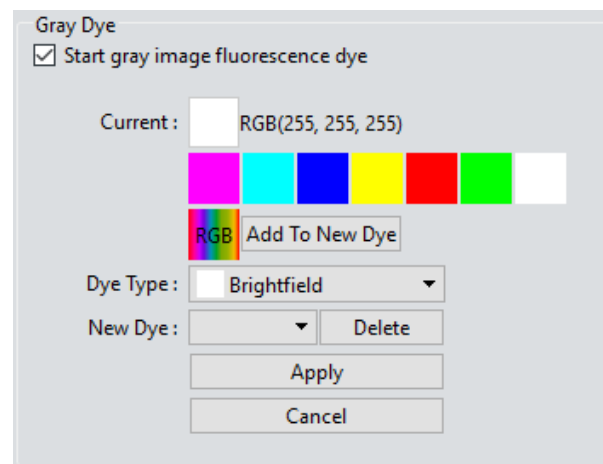 Gray Dye
Start gray image fluorescence dye
Current : RGB(255, 255, 255)
RGB Add To New Dye
Dye Type : Brightfield
New Dye : Delete
Apply
Cancel